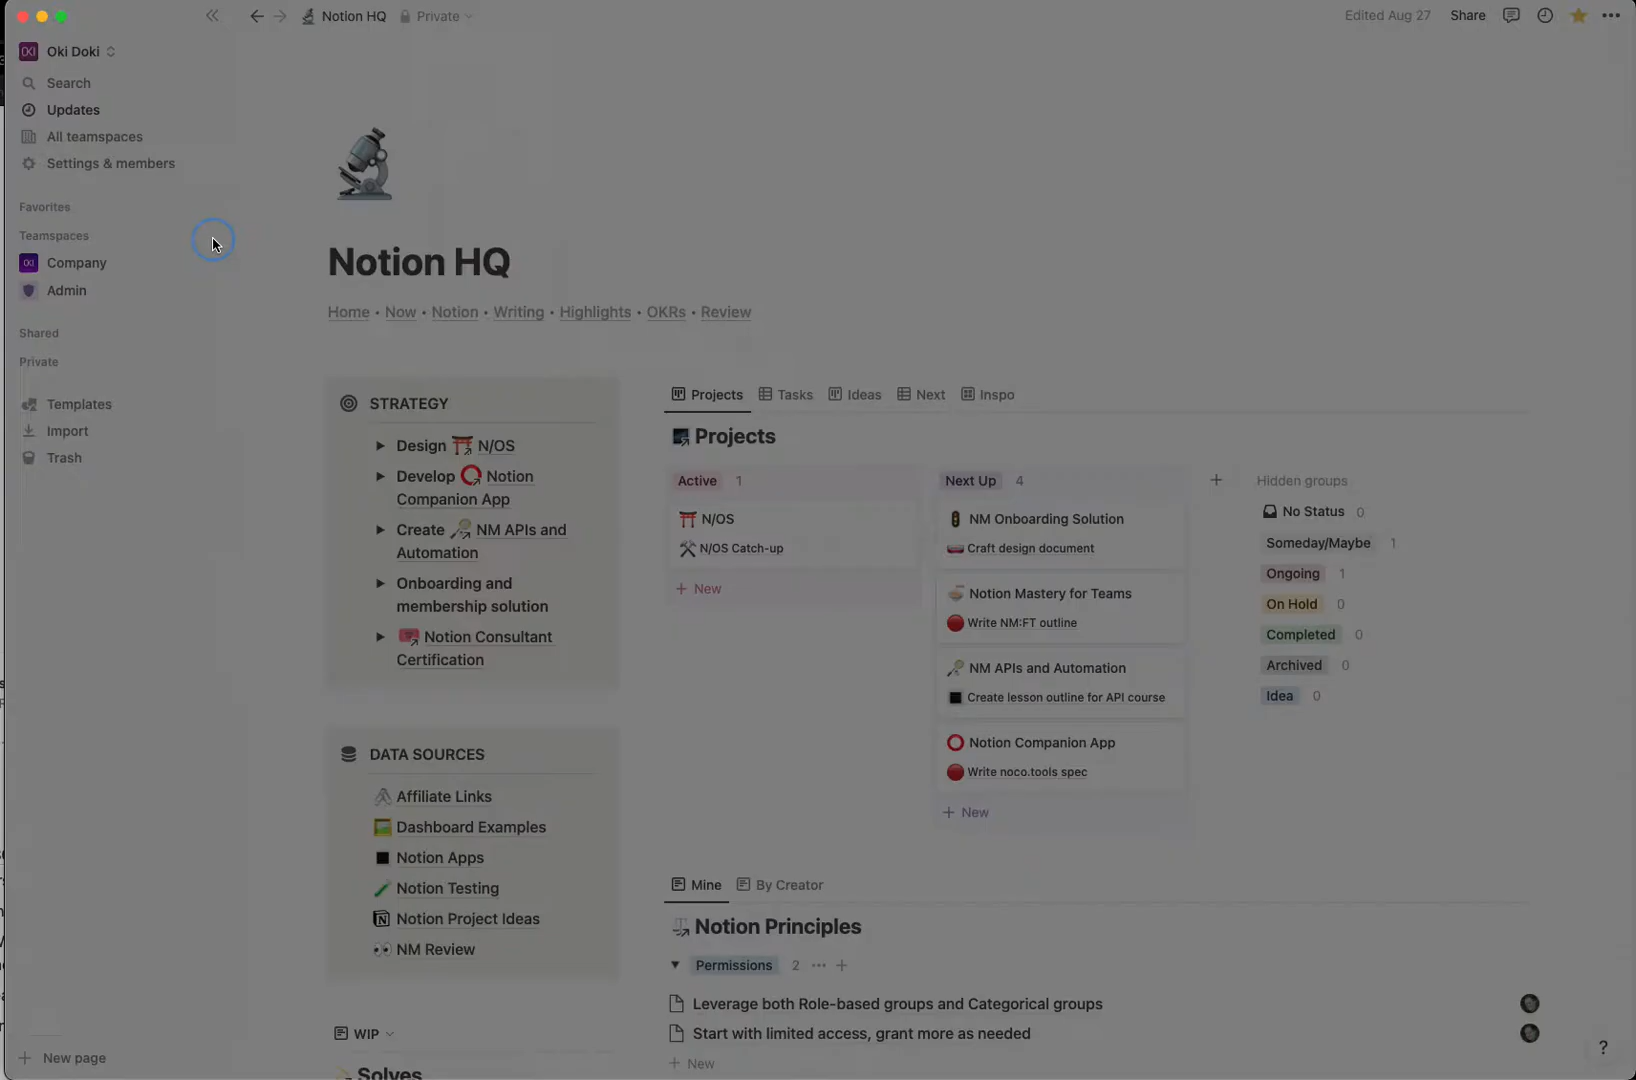 Notion HQ Private
Edited Aug 27 Share
OKI Oki Doki
Search
Updates
All teamspaces
Settings & members
Favorites
Teamspaces
OKI Company
Admin
Shared
Private
Templates
Import
Trash
New page
Notion HQ
Home • Now • Notion • Writing • Highlights • OKRs • Review
STRATEGY
Design N/OS
Develop Notion
Companion App
Create NM APIs and
Automation
Onboarding and
membership solution
Notion Consultant
Certification
DATA SOURCES
Affiliate Links
Dashboard Examples
Notion Apps
Notion Testing
Notion Project Ideas
NM Review
WIP
Solves
Projects Tasks Ideas Next Inspo
Projects
Active 1
N/OS
N/OS Catch-up
+ New
Next Up 4
NM Onboarding Solution
Craft design document
Notion Mastery for Teams
Write NM:FT outline
NM APIs and Automation
Create lesson outline for API course
Notion Companion App
Write noco.tools spec
+ New
Hidden groups
No Status 0
Someday/Maybe 1
Ongoing 1
On Hold 0
Completed 0
Archived 0
Idea 0
Mine By Creator
Notion Principles
Permissions 2
Leverage both Role-based groups and Categorical groups
Start with limited access, grant more as needed
+ New
?